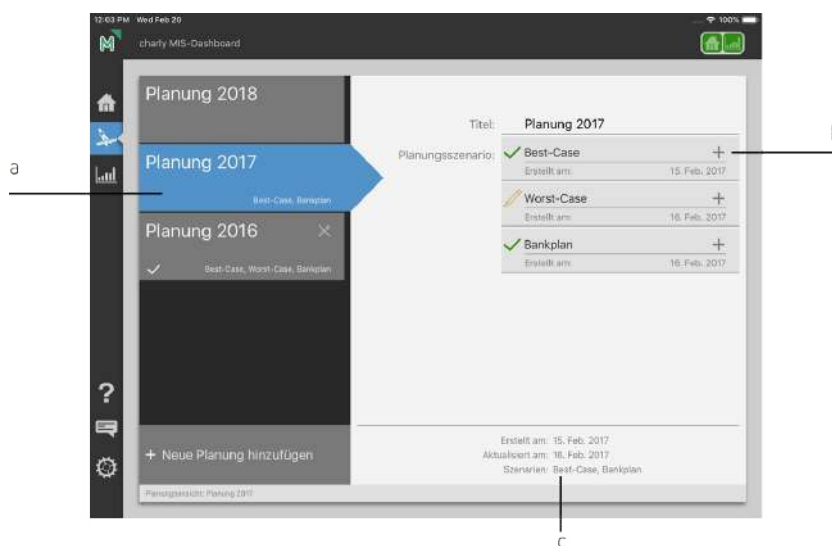 12:03 PM Wed Feb 20
100%
charly MIS-Dashboard
Planung 2018
Titel: Planung 2017
Planungsszenario: Best-Case
Erstellt am: 15. Feb. 2017
a
Planung 2017
Best-Case, Bankplan
Worst-Case
Erstellt am: 16. Feb. 2017
Planung 2016
Best-Case, Worst-Case, Bankplan
Bankplan
Erstellt am: 16. Feb. 2017
?
+ Neue Planung hinzufügen
Erstellt am: 15. Feb. 2017
Aktualisiert am: 16. Feb. 2017
Szenarien: Best-Case, Bankplan
Planungsansicht: Planung 2017
c